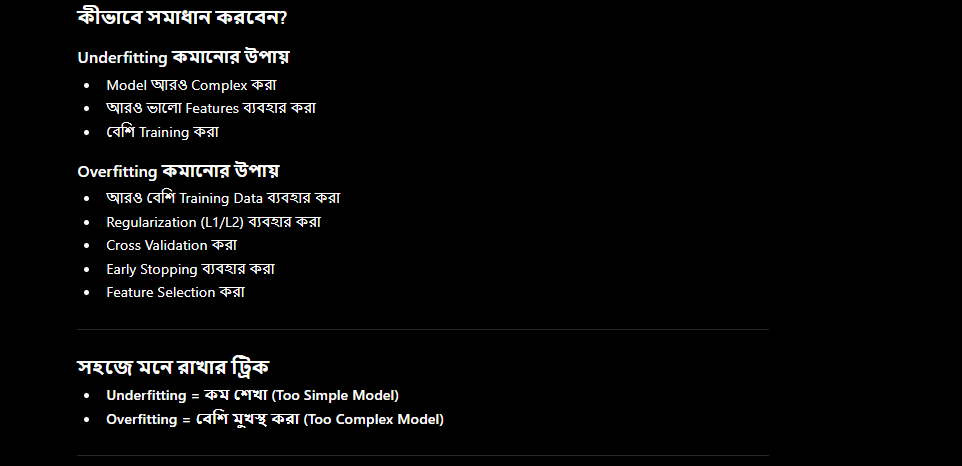 কীভাবে সমাধান করবেন?
Underfitting কমানোর উপায়
• Model আরও Complex করা
• আরও ভালো Features ব্যবহার করা
• বেশি Training করা
Overfitting কমানোর উপায়
• আরও বেশি Training Data ব্যবহার করা
• Regularization (L1/L2) ব্যবহার করা
• Cross Validation করা
• Early Stopping ব্যবহার করা
• Feature Selection করা
সহজে মনে রাখার ট্রিক
• Underfitting = কম শেখা (Too Simple Model)
• Overfitting = বেশি মুখস্থ করা (Too Complex Model)